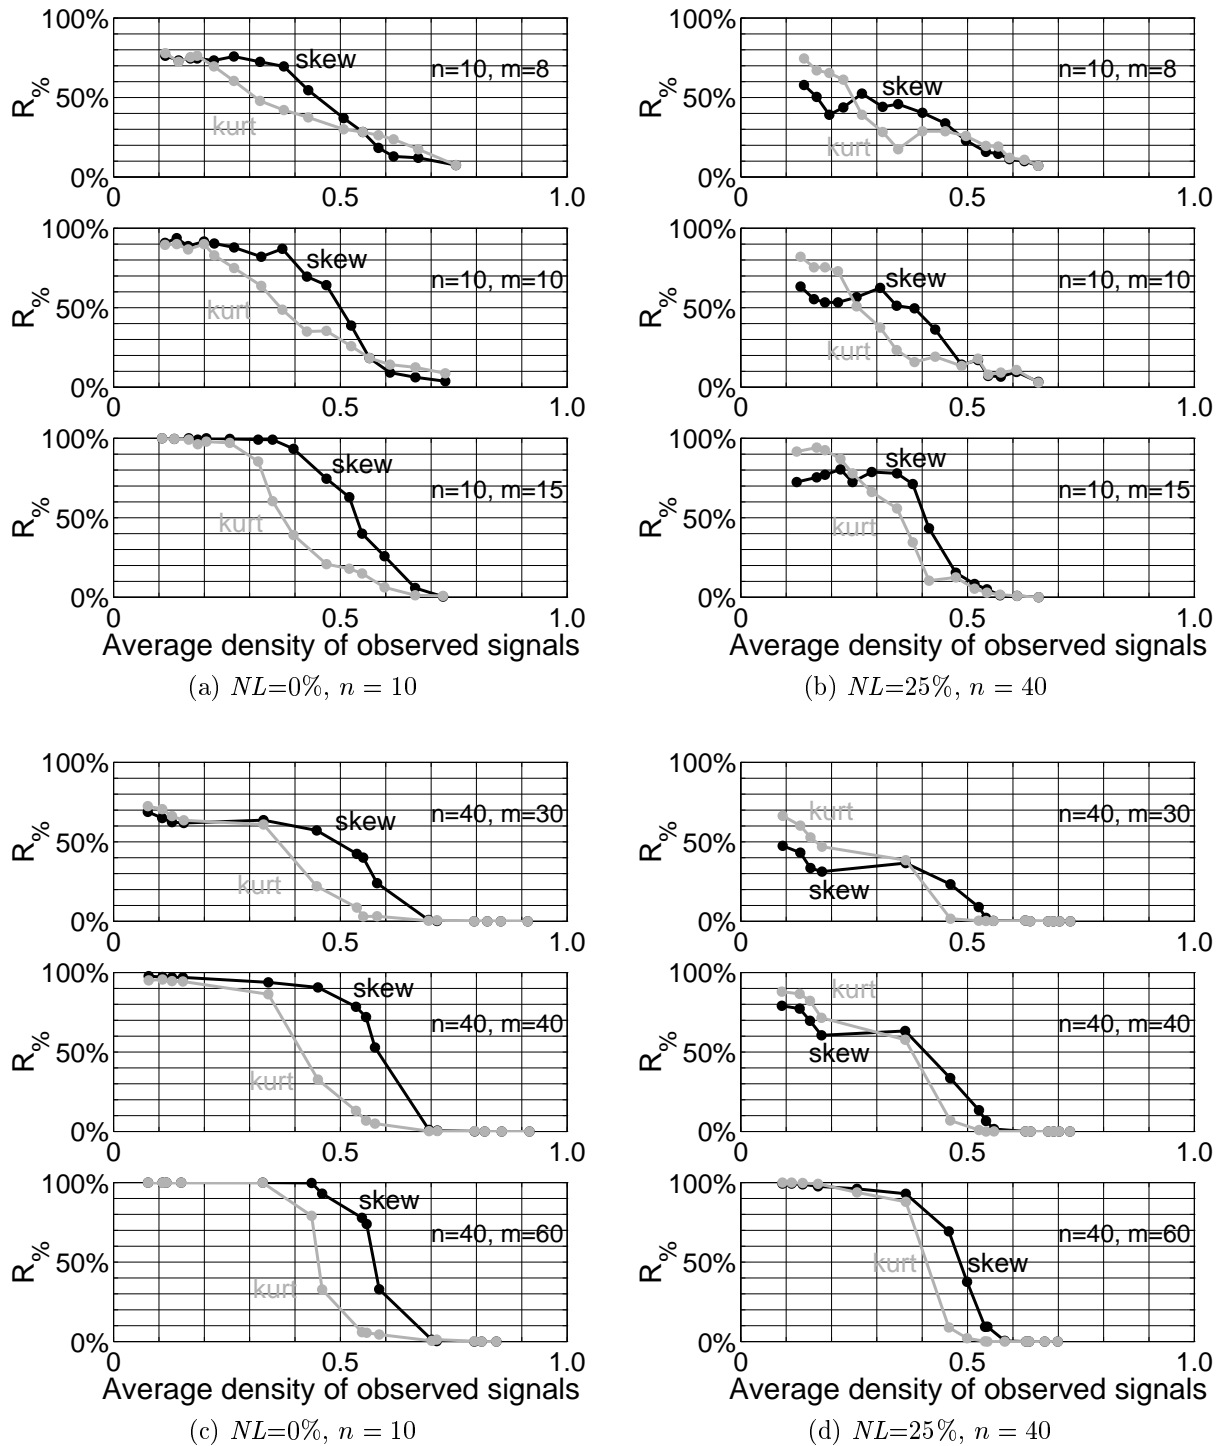 100%
50%
0%
R%
skew
kurt
n=10, m=8
0
0.5
1.0
100%
50%
0%
R%
skew
kurt
n=10, m=10
0
0.5
1.0
100%
50%
0%
R%
skew
kurt
n=10, m=15
0
0.5
1.0
Average density of observed signals
(a) NL=0%, n = 10
100%
50%
0%
R%
skew
kurt
n=10, m=8
0
0.5
1.0
100%
50%
0%
R%
skew
kurt
n=10, m=10
0
0.5
1.0
100%
50%
0%
R%
skew
kurt
n=10, m=15
0
0.5
1.0
Average density of observed signals
(b) NL=25%, n = 40
100%
50%
0%
R%
skew
kurt
n=40, m=30
0
0.5
1.0
100%
50%
0%
R%
skew
kurt
n=40, m=40
0
0.5
1.0
100%
50%
0%
R%
skew
kurt
n=40, m=60
0
0.5
1.0
Average density of observed signals
(c) NL=0%, n = 10
100%
50%
0%
R%
kurt
skew
n=40, m=30
0
0.5
1.0
100%
50%
0%
R%
kurt
skew
n=40, m=40
0
0.5
1.0
100%
50%
0%
R%
kurt
skew
n=40, m=60
0
0.5
1.0
Average density of observed signals
(d) NL=25%, n = 40